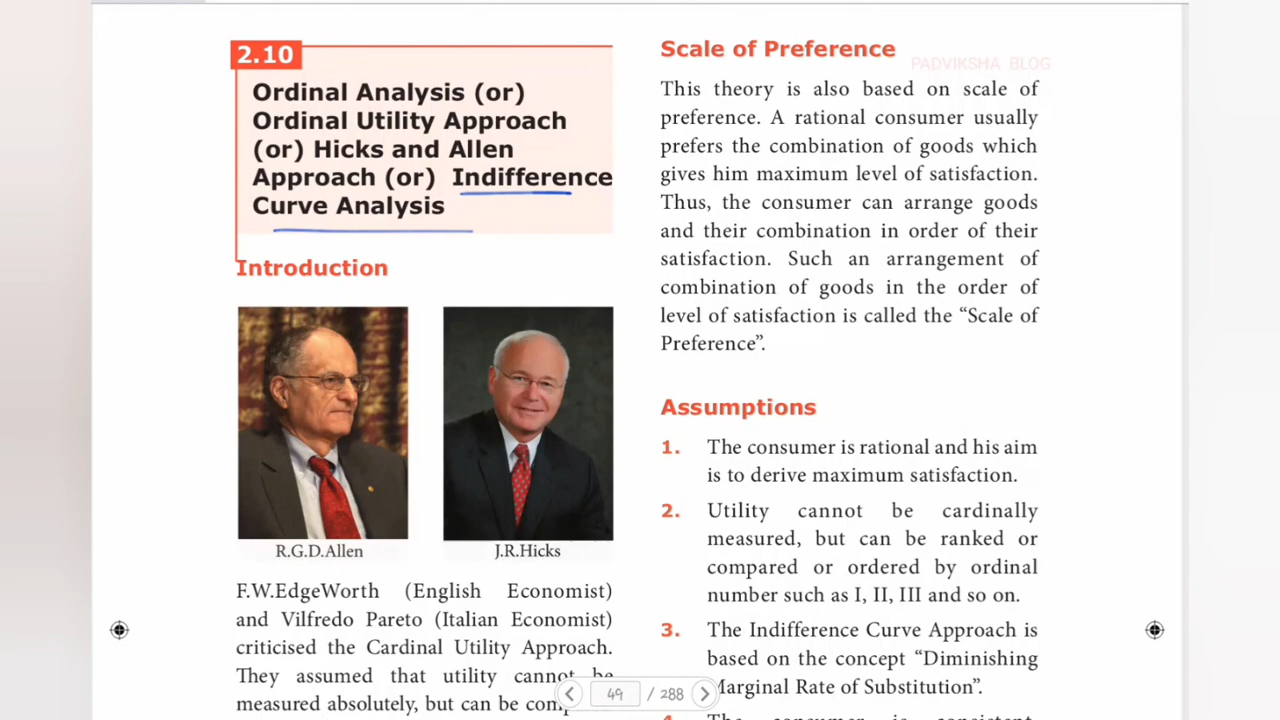 2.10
Ordinal Analysis (or)
Ordinal Utility Approach
(or) Hicks and Allen
Approach (or) Indifference
Curve Analysis
Introduction
R.G.D.Allen
J.R.Hicks
F.W.EdgeWorth (English Economist)
and Vilfredo Pareto (Italian Economist)
criticised the Cardinal Utility Approach.
They assumed that utility cannot be
measured absolutely, but can be
Scale of Preference
PADVIKSHA BLOG
This theory is also based on scale of
preference. A rational consumer usually
prefers the combination of goods which
gives him maximum level of satisfaction.
Thus, the consumer can arrange goods
and their combination in order of their
satisfaction. Such an arrangement of
combination of goods in the order of
level of satisfaction is called the “Scale of
Preference”.
Assumptions
1. The consumer is rational and his aim
is to derive maximum satisfaction.
2. Utility cannot be cardinally
measured, but can be ranked or
compared or ordered by ordinal
number such as I, II, III and so on.
3. The Indifference Curve Approach is
based on the concept “Diminishing
Marginal Rate of Substitution”.
The consumer is consistent
49 / 288